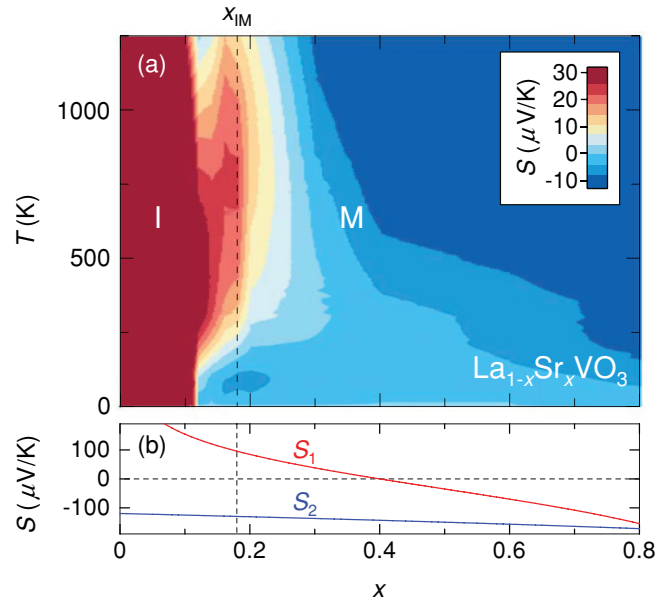 x_IM
(a)
1000
500
0
T (K)
I
M
S (μV/K)
30
20
10
0
-10
La_{1-x}Sr_xVO_3
(b)
S_1
S_2
100
0
-100
S (μV/K)
0
0.2
0.4
0.6
0.8
x